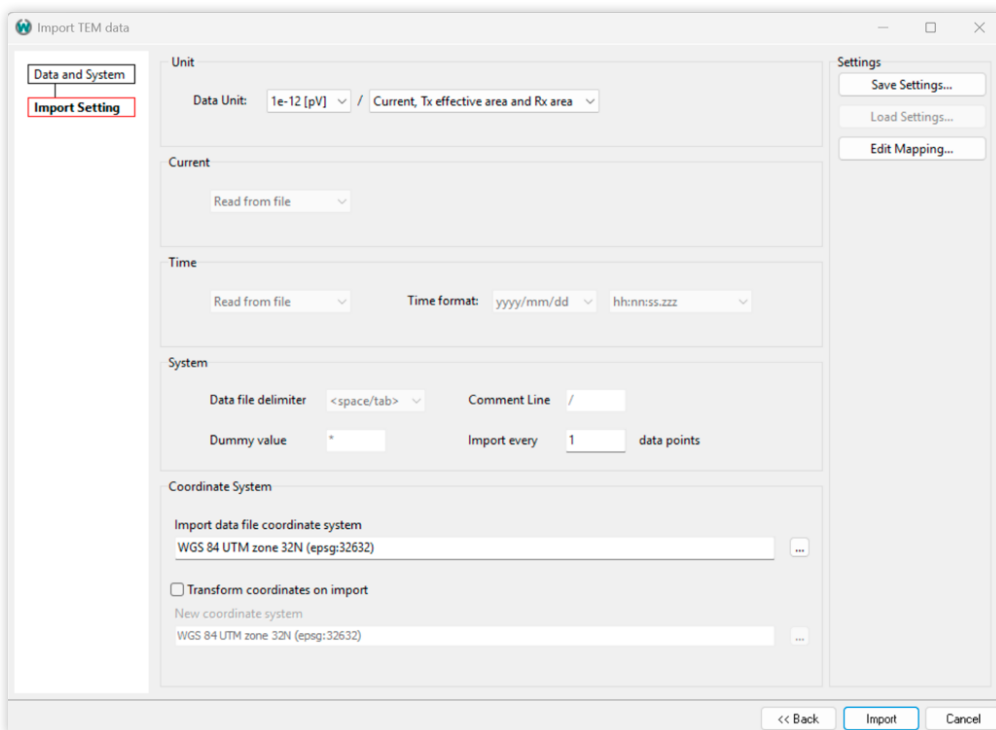 Import TEM data
Data and System
Import Setting
Unit
Data Unit: 1e-12 [pV] / Current, Tx effective area and Rx area
Current
Read from file
Time
Read from file Time format: yyyy/mm/dd hh:nn:ss.zzz
System
Data file delimiter <space/tab> Comment Line /
Dummy value * Import every 1 data points
Coordinate System
Import data file coordinate system
WGS 84 UTM zone 32N (epsg:32632) ...
Transform coordinates on import
New coordinate system
WGS 84 UTM zone 32N (epsg:32632) ...
Settings
Save Settings...
Load Settings...
Edit Mapping...
<< Back Import Cancel